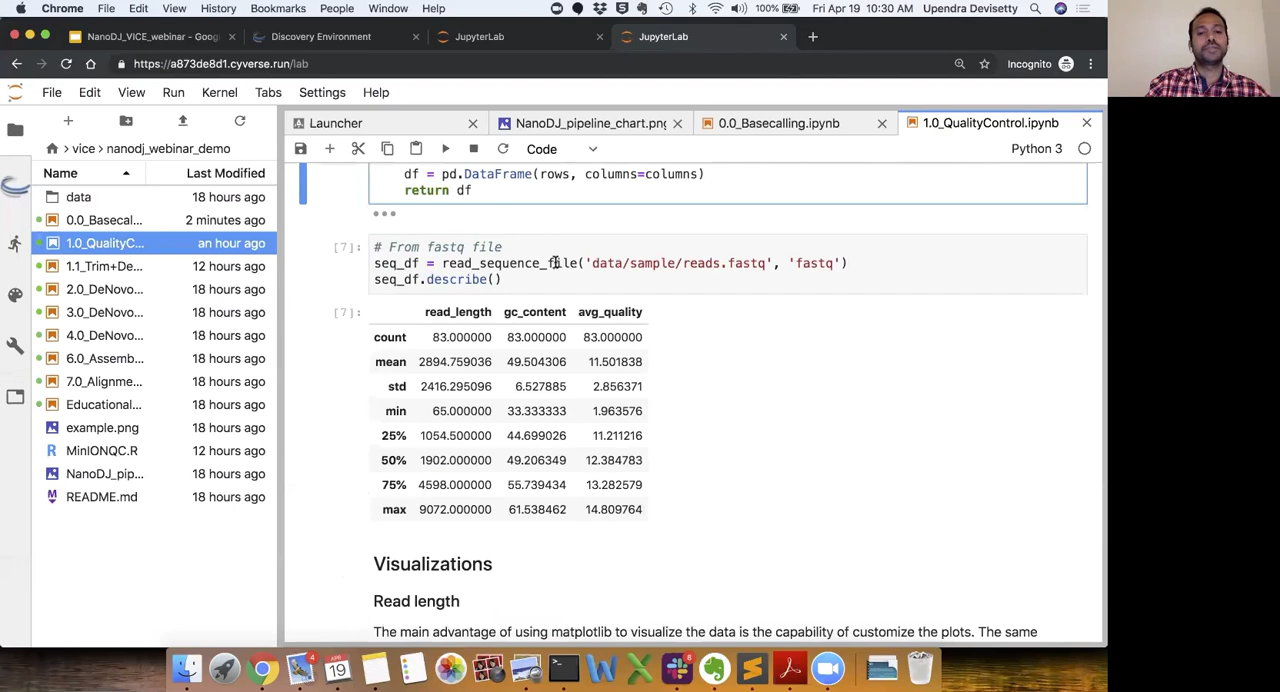 Chrome File Edit View History Bookmarks People Window Help 100% Fri Apr 19 10:30 AM Upendra Devisetty
NanoDJ_VICE_webinar - Goog × Discovery Environment × JupyterLab × JupyterLab × +
https://a873de8d1.cyverse.run/lab Incognito
File Edit View Run Kernel Tabs Settings Help
Launcher × NanoDJ_pipeline_chart.png × 0.0_Basecalling.ipynb × 1.0_QualityControl.ipynb ×
> vice > nanodj_webinar_demo
Code Python 3
Name Last Modified
data 18 hours ago
0.0_Basecal... 2 minutes ago
1.0_QualityC... an hour ago
1.1_Trim+De... 12 hours ago
2.0_DeNovo... 18 hours ago
3.0_DeNovo... 18 hours ago
4.0_DeNovo... 18 hours ago
6.0_Assemb... 18 hours ago
7.0_Alignme... 18 hours ago
Educational... 18 hours ago
example.png 18 hours ago
R MinIONQC.R 12 hours ago
NanoDJ_pip... 18 hours ago
README.md 18 hours ago
df = pd.DataFrame(rows, columns=columns)
return df
•••
[7]: # From fastq file
seq_df = read_sequence_file('data/sample/reads.fastq', 'fastq')
seq_df.describe()
[7]: read_length gc_content avg_quality
count 83.000000 83.000000 83.000000
mean 2894.759036 49.504306 11.501838
std 2416.295096 6.527885 2.856371
min 65.000000 33.333333 1.963576
25% 1054.500000 44.699026 11.211216
50% 1902.000000 49.206349 12.384783
75% 4598.000000 55.739434 13.282579
max 9072.000000 61.538462 14.809764
Visualizations
Read length
The main advantage of using matplotlib to visualize the data is the capability of customize the plots. The same
4
19
8